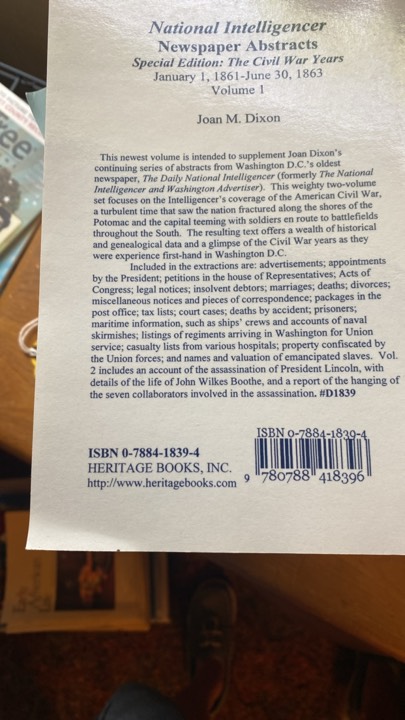 National Intelligencer
Newspaper Abstracts
Special Edition: The Civil War Years
January 1, 1861-June 30, 1863
Volume 1
Joan M. Dixon
This newest volume is intended to supplement Joan Dixon's
continuing series of abstracts from Washington D.C.'s oldest
newspaper, The Daily National Intelligencer (formerly The National
Intelligencer and Washington Advertiser). This weighty two-volume
set focuses on the Intelligencer's coverage of the American Civil War,
a turbulent time that saw the nation fractured along the shores of the
Potomac and the capital teeming with soldiers en route to battlefields
throughout the South. The resulting text offers a wealth of historical
and genealogical data and a glimpse of the Civil War years as they
were experience first-hand in Washington D.C.
Included in the extractions are: advertisements; appointments
by the President; petitions in the house of Representatives; Acts of
Congress; legal notices; insolvent debtors; marriages; deaths; divorces;
miscellaneous notices and pieces of correspondence; packages in the
post office; tax lists; court cases; deaths by accident; prisoners;
maritime information, such as ships' crews and accounts of naval
skirmishes; listings of regiments arriving in Washington for Union
service; casualty lists from various hospitals; property confiscated by
the Union forces; and names and valuation of emancipated slaves. Vol.
2 includes an account of the assassination of President Lincoln, with
details of the life of John Wilkes Boothe, and a report of the hanging of
the seven collaborators involved in the assassination. #D1839
ISBN 0-7884-1839-4
ISBN 0-7884-1839-4
HERITAGE BOOKS, INC.
http://www.heritagebooks.com
9 780788 418396
ee